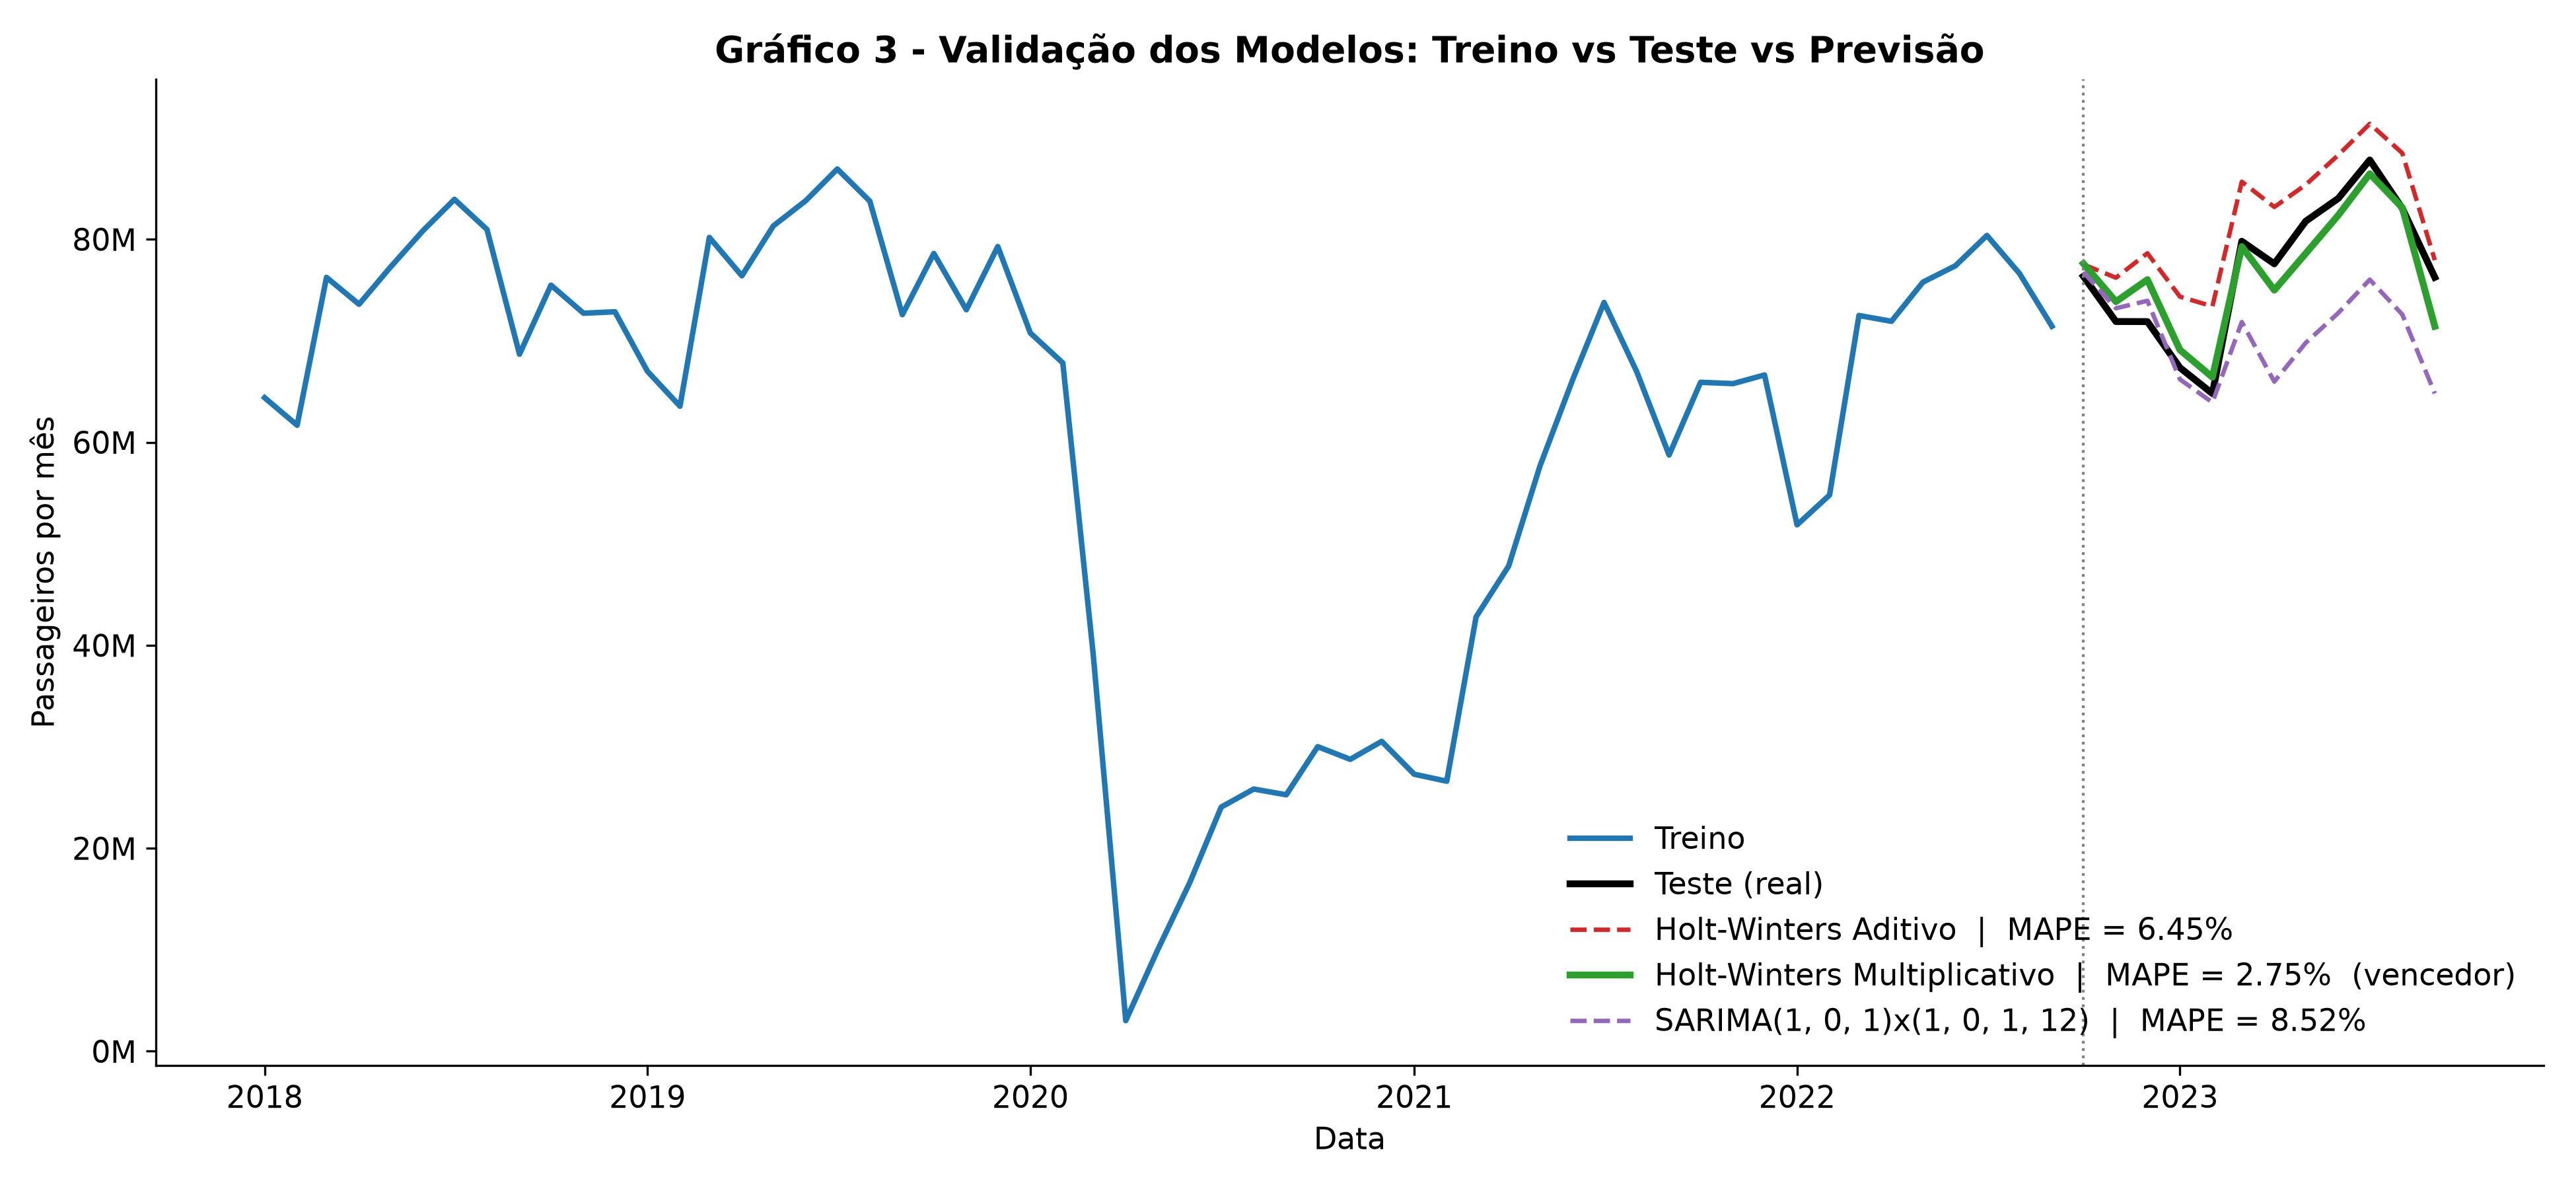 Gráfico 3 - Validação dos Modelos: Treino vs Teste vs Previsão
Passageiros por mês
80M
60M
40M
20M
0M
Treino
Teste (real)
Holt-Winters Aditivo | MAPE = 6.45%
Holt-Winters Multiplicativo | MAPE = 2.75% (vencedor)
SARIMA(1, 0, 1)x(1, 0, 1, 12) | MAPE = 8.52%
2018 2019 2020 2021 2022 2023
Data